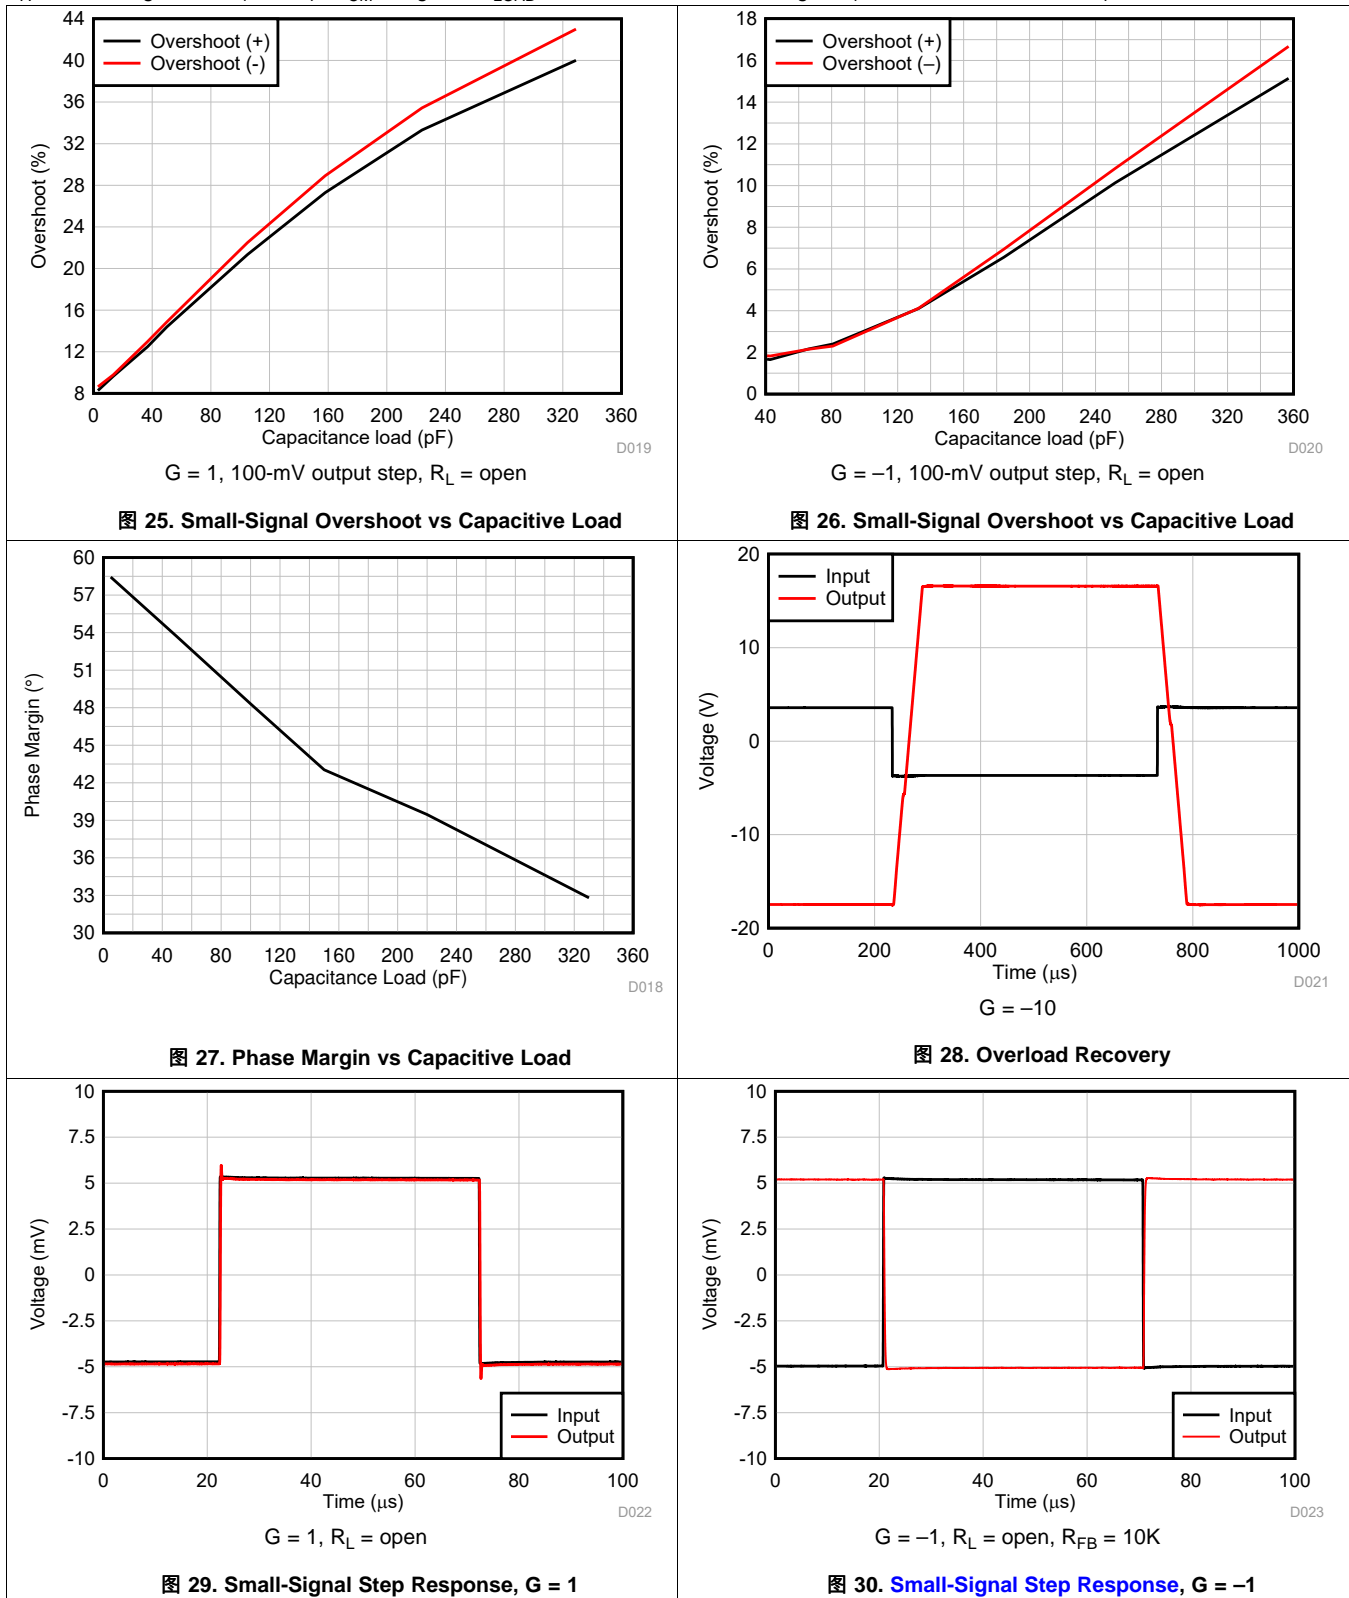 44
40
36
32
28
24
20
16
12
8
Overshoot (%)
Overshoot (+)
Overshoot (-)
0 40 80 120 160 200 240 280 320 360
Capacitance load (pF)
D019
G = 1, 100-mV output step, RL = open
图 25. Small-Signal Overshoot vs Capacitive Load
18
16
14
12
10
8
6
4
2
0
Overshoot (%)
Overshoot (+)
Overshoot (–)
40 80 120 160 200 240 280 320 360
Capacitance load (pF)
D020
G = –1, 100-mV output step, RL = open
图 26. Small-Signal Overshoot vs Capacitive Load
60
57
54
51
48
45
42
39
36
33
30
Phase Margin (°)
0 40 80 120 160 200 240 280 320 360
Capacitance Load (pF)
D018
图 27. Phase Margin vs Capacitive Load
20
10
0
-10
-20
Voltage (V)
Input
Output
0 200 400 600 800 1000
Time (μs)
D021
G = –10
图 28. Overload Recovery
10
7.5
5
2.5
0
-2.5
-5
-7.5
-10
Voltage (mV)
Input
Output
0 20 40 60 80 100
Time (μs)
D022
G = 1, RL = open
图 29. Small-Signal Step Response, G = 1
10
7.5
5
2.5
0
-2.5
-5
-7.5
-10
Voltage (mV)
Input
Output
0 20 40 60 80 100
Time (μs)
D023
G = –1, RL = open, RFB = 10K
图 30. Small-Signal Step Response, G = –1